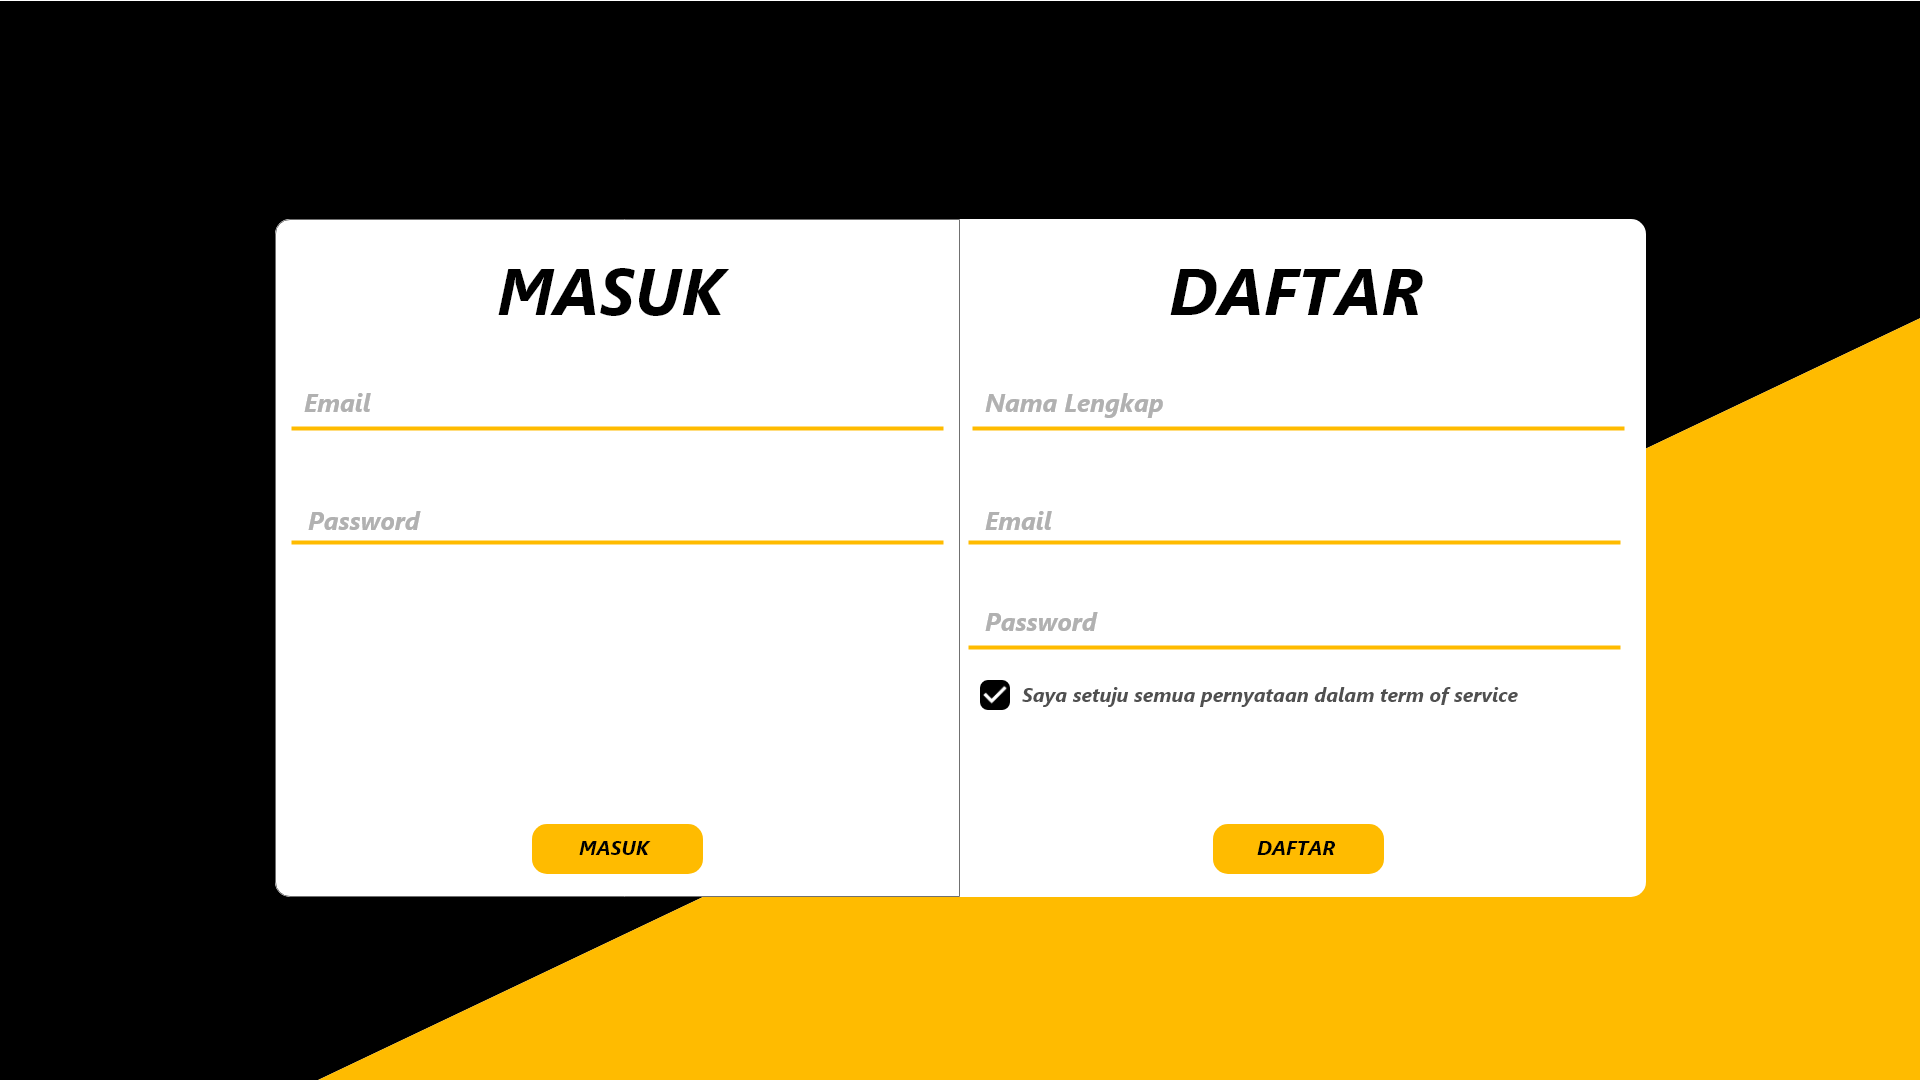 MASUK
Email
Password
MASUK
DAFTAR
Nama Lengkap
Email
Password
Saya setuju semua pernyataan dalam term of service
DAFTAR